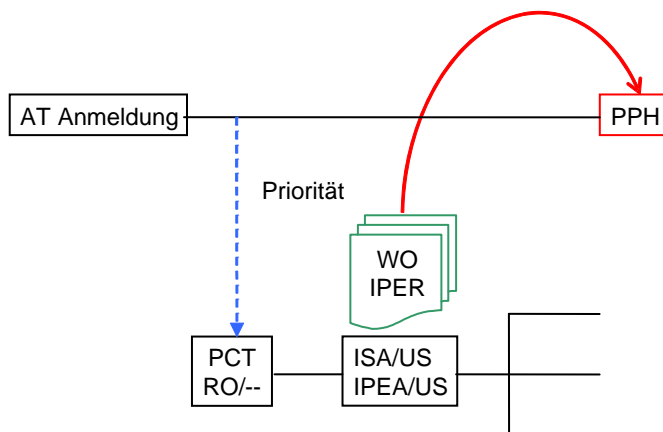 AT Anmeldung
PPH
Priorität
WO
IPER
PCT
RO/--
ISA/US
IPEA/US